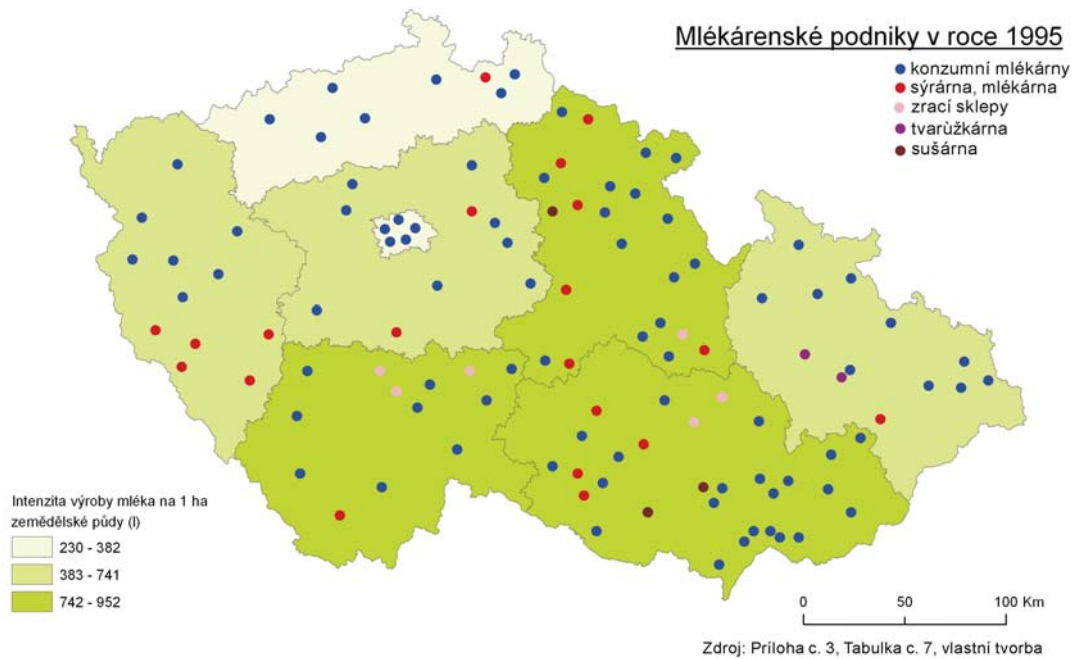 Mlékárenské podniky v roce 1995
konzumní mlékárny
sýrárna, mlékárna
zrací sklepy
tvarùžkárna
sušárna
Intenzita výroby mléka na 1 ha
zemědělské půdy (l)
230 - 382
383 - 741
742 - 952
0 50 100 Km
Zdroj: Príloha c. 3, Tabulka c. 7, vlastní tvorba